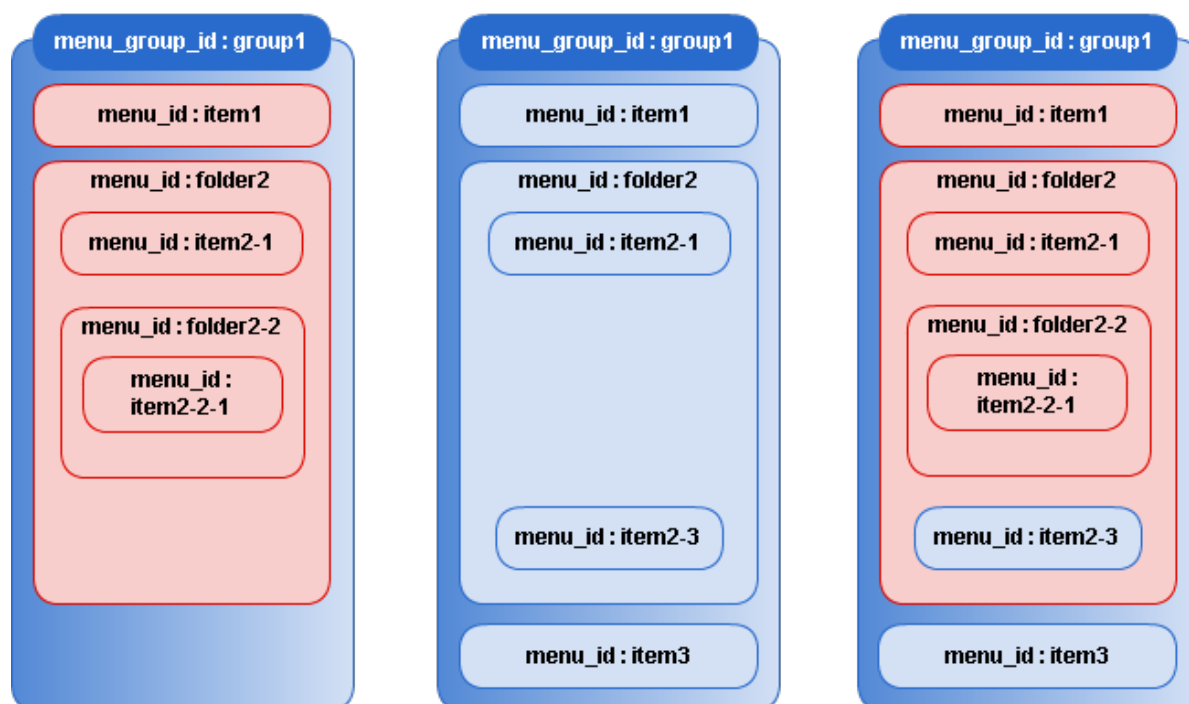 menu_group_id : group1
menu_id : item1
menu_id : folder2
menu_id : item2-1
menu_id : folder2-2
menu_id :
item2-2-1
menu_group_id : group1
menu_id : item1
menu_id : folder2
menu_id : item2-1
menu_id : item2-3
menu_id : item3
menu_group_id : group1
menu_id : item1
menu_id : folder2
menu_id : item2-1
menu_id : folder2-2
menu_id :
item2-2-1
menu_id : item2-3
menu_id : item3